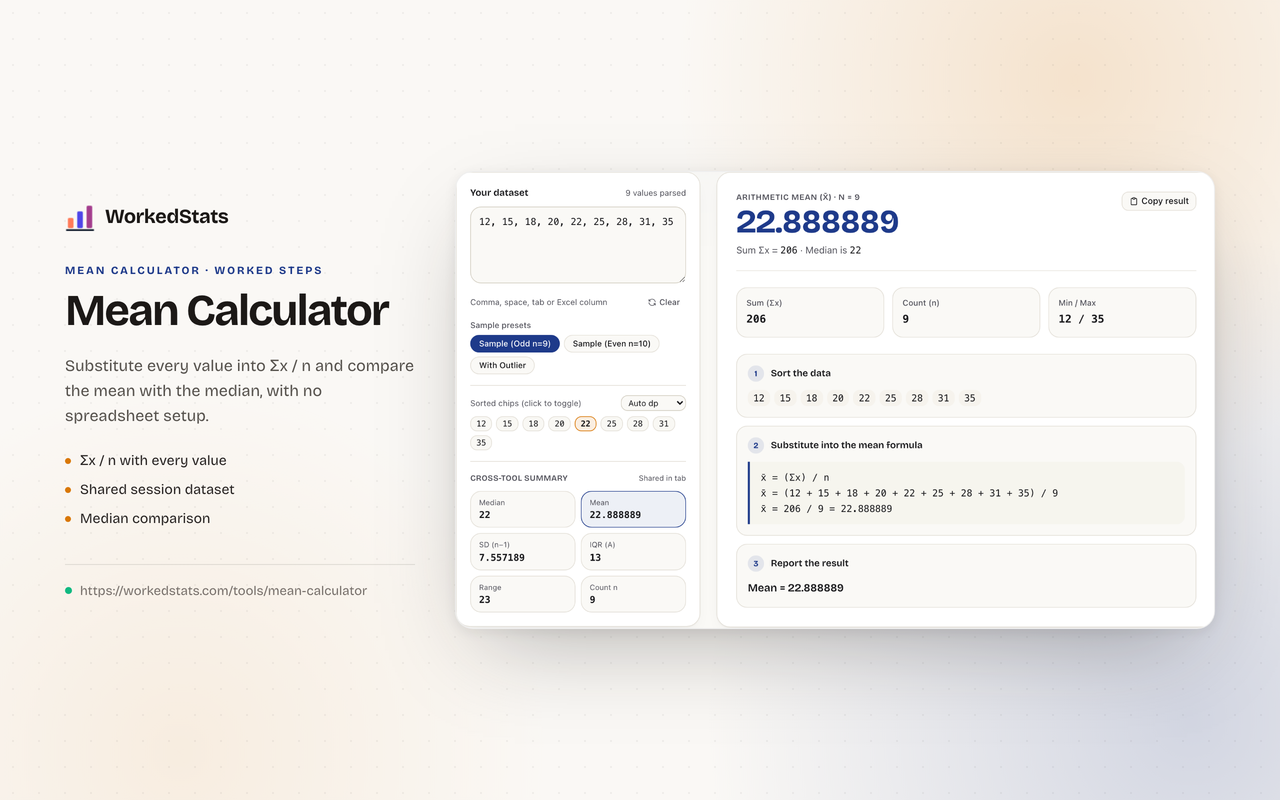 WorkedStats
MEAN CALCULATOR · WORKED STEPS
Mean Calculator
Substitute every value into Σx / n and compare
the mean with the median, with no
spreadsheet setup.
Σx / n with every value
Shared session dataset
Median comparison
https://workedstats.com/tools/mean-calculator
Your dataset
9 values parsed
12, 15, 18, 20, 22, 25, 28, 31, 35
Comma, space, tab or Excel column
Clear
Sample presets
Sample (Odd n=9)
Sample (Even n=10)
With Outlier
Sorted chips (click to toggle)
Auto dp
12 15 18 20 22 25 28 31
35
CROSS-TOOL SUMMARY
Shared in tab
Median
22
Mean
22.888889
SD (n−1)
7.557189
IQR (A)
13
Range
23
Count n
9
ARITHMETIC MEAN (X̄) · N = 9
22.888889
Sum Σx = 206 · Median is 22
Copy result
Sum (Σx)
206
Count (n)
9
Min / Max
12 / 35
1 Sort the data
12 15 18 20 22 25 28 31 35
2 Substitute into the mean formula
x̄ = (Σx) / n
x̄ = (12 + 15 + 18 + 20 + 22 + 25 + 28 + 31 + 35) / 9
x̄ = 206 / 9 = 22.888889
3 Report the result
Mean = 22.888889